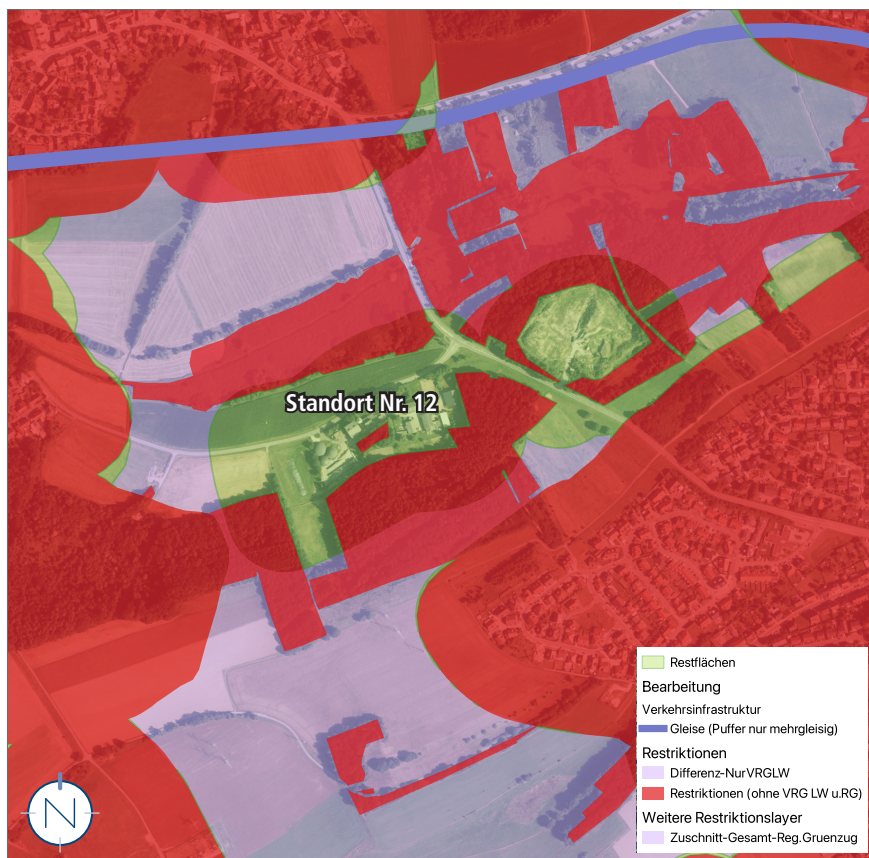 Standort Nr. 12
Restflächen
Bearbeitung
Verkehrsinfrastruktur
Gleise (Puffer nur mehrgleisig)
Restriktionen
Differenz-NurVRGLW
Restriktionen (ohne VRG LW u.RG)
Weitere Restriktionslayer
Zuschnitt-Gesamt-Reg.Gruenzug
N